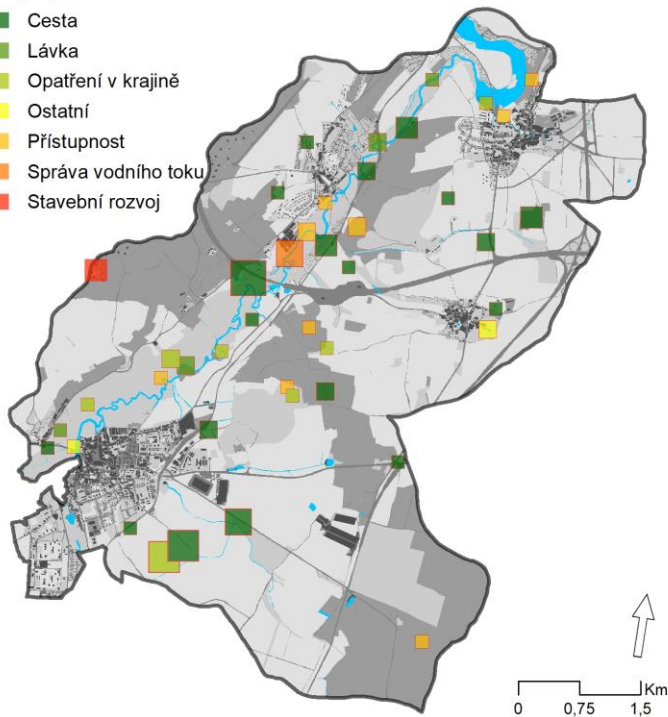 Cesta
Lávka
Opatření v krajině
Ostatní
Přístupnost
Správa vodního toku
Stavební rozvoj
Km
0 0,75 1,5